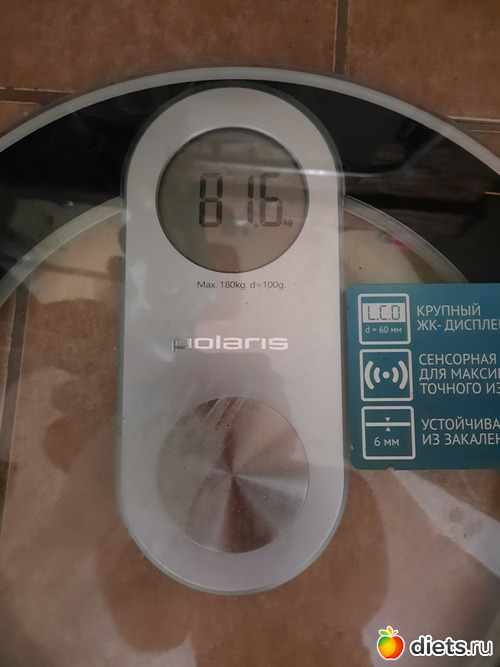 81.6 kg
Max. 180kg. d=100g.
polaris
L.C.D
d = 60 мм
КРУПНЫЙ
ЖК- ДИСПЛЕ
СЕНСОРНАЯ
ДЛЯ МАКСИ
ТОЧНОГО ИЗ
6 мм
УСТОЙЧИВА
ИЗ ЗАКАЛЕН
diets.ru